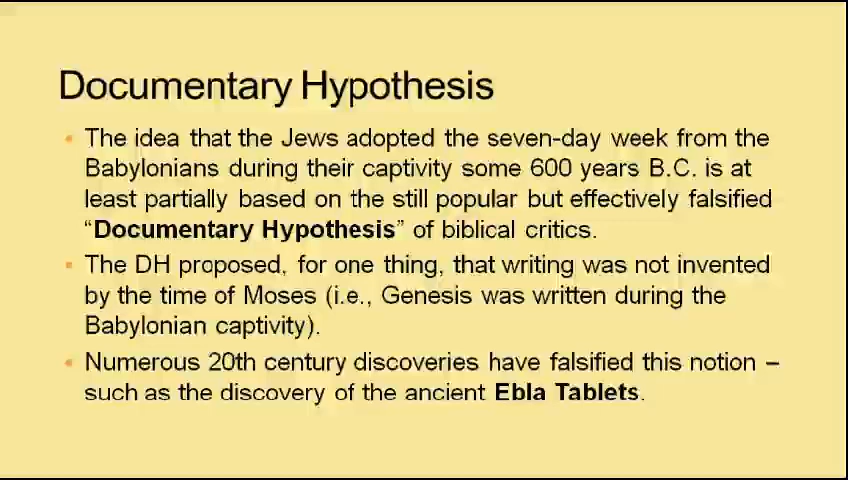 Documentary Hypothesis
• The idea that the Jews adopted the seven-day week from the
Babylonians during their captivity some 600 years B.C. is at
least partially based on the still popular but effectively falsified
“Documentary Hypothesis” of biblical critics.
• The DH proposed, for one thing, that writing was not invented
by the time of Moses (i.e., Genesis was written during the
Babylonian captivity).
• Numerous 20th century discoveries have falsified this notion –
such as the discovery of the ancient Ebla Tablets.